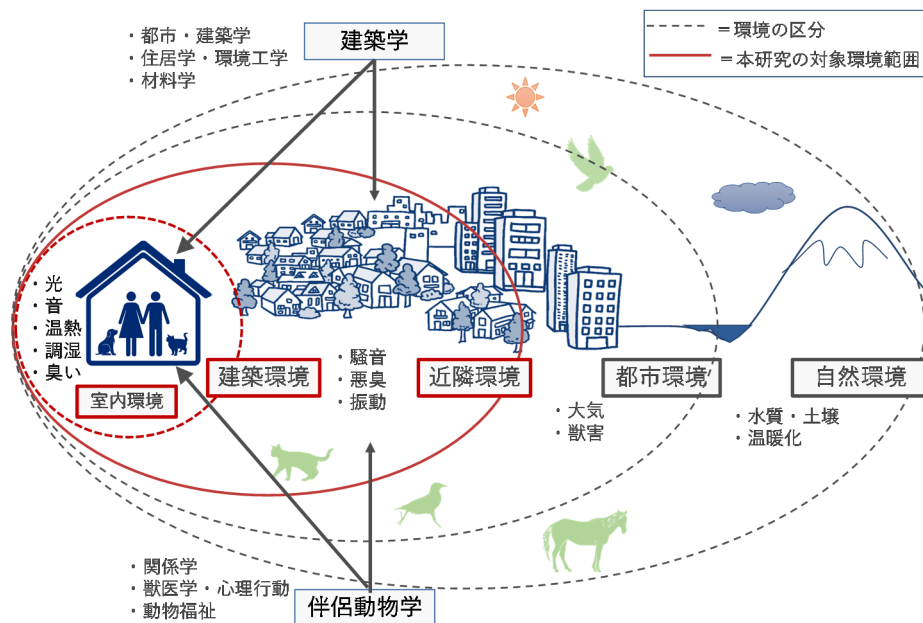 ・都市・建築学
・住居学・環境工学
・材料学
建築学
＝環境の区分
＝本研究の対象環境範囲
・光
・音
・温熱
・調湿
・臭い
室内環境
建築環境
・騒音
・悪臭
・振動
近隣環境
都市環境
・大気
・獣害
自然環境
・水質・土壌
・温暖化
・関係学
・獣医学・心理行動
・動物福祉
伴侶動物学